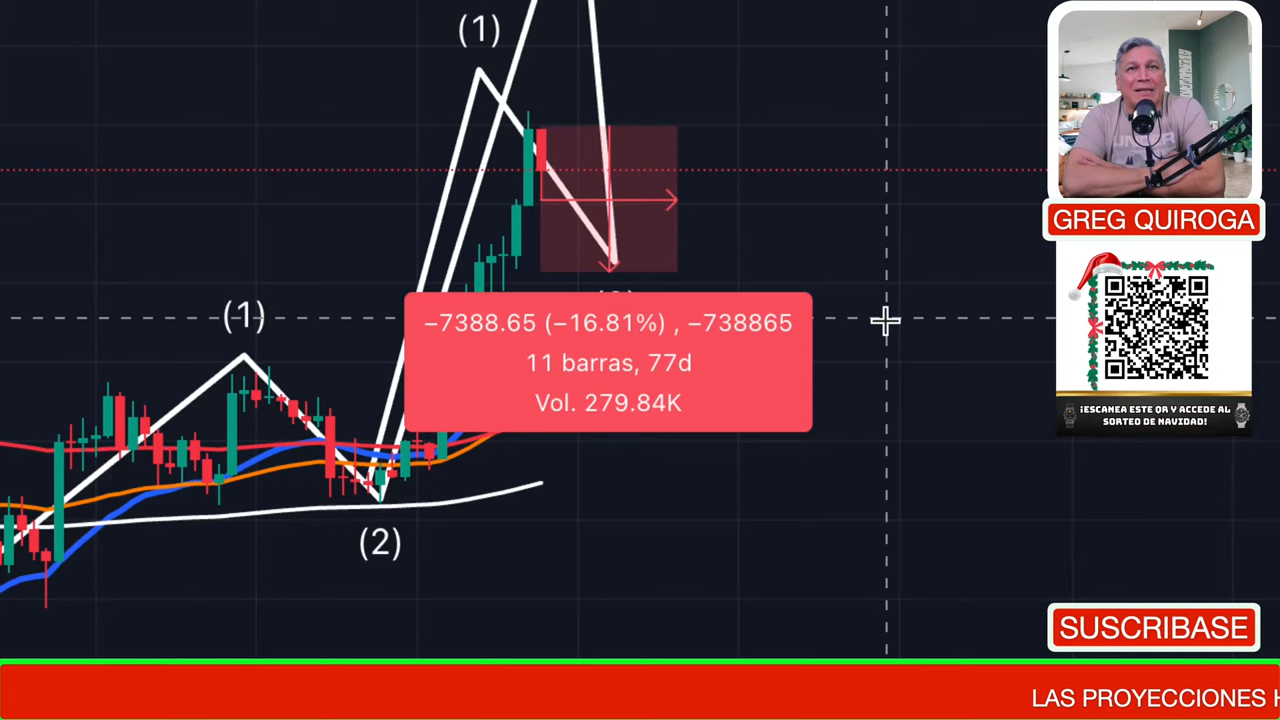 (1)
(1)
−7388.65 (−16.81%) , −738865
11 barras, 77d
Vol. 279.84K
(2)
GREG QUIROGA
¡ESCANEA ESTE QR Y ACCEDE AL
SORTEO DE NAVIDAD!
SUSCRIBASE
LAS PROYECCIONES